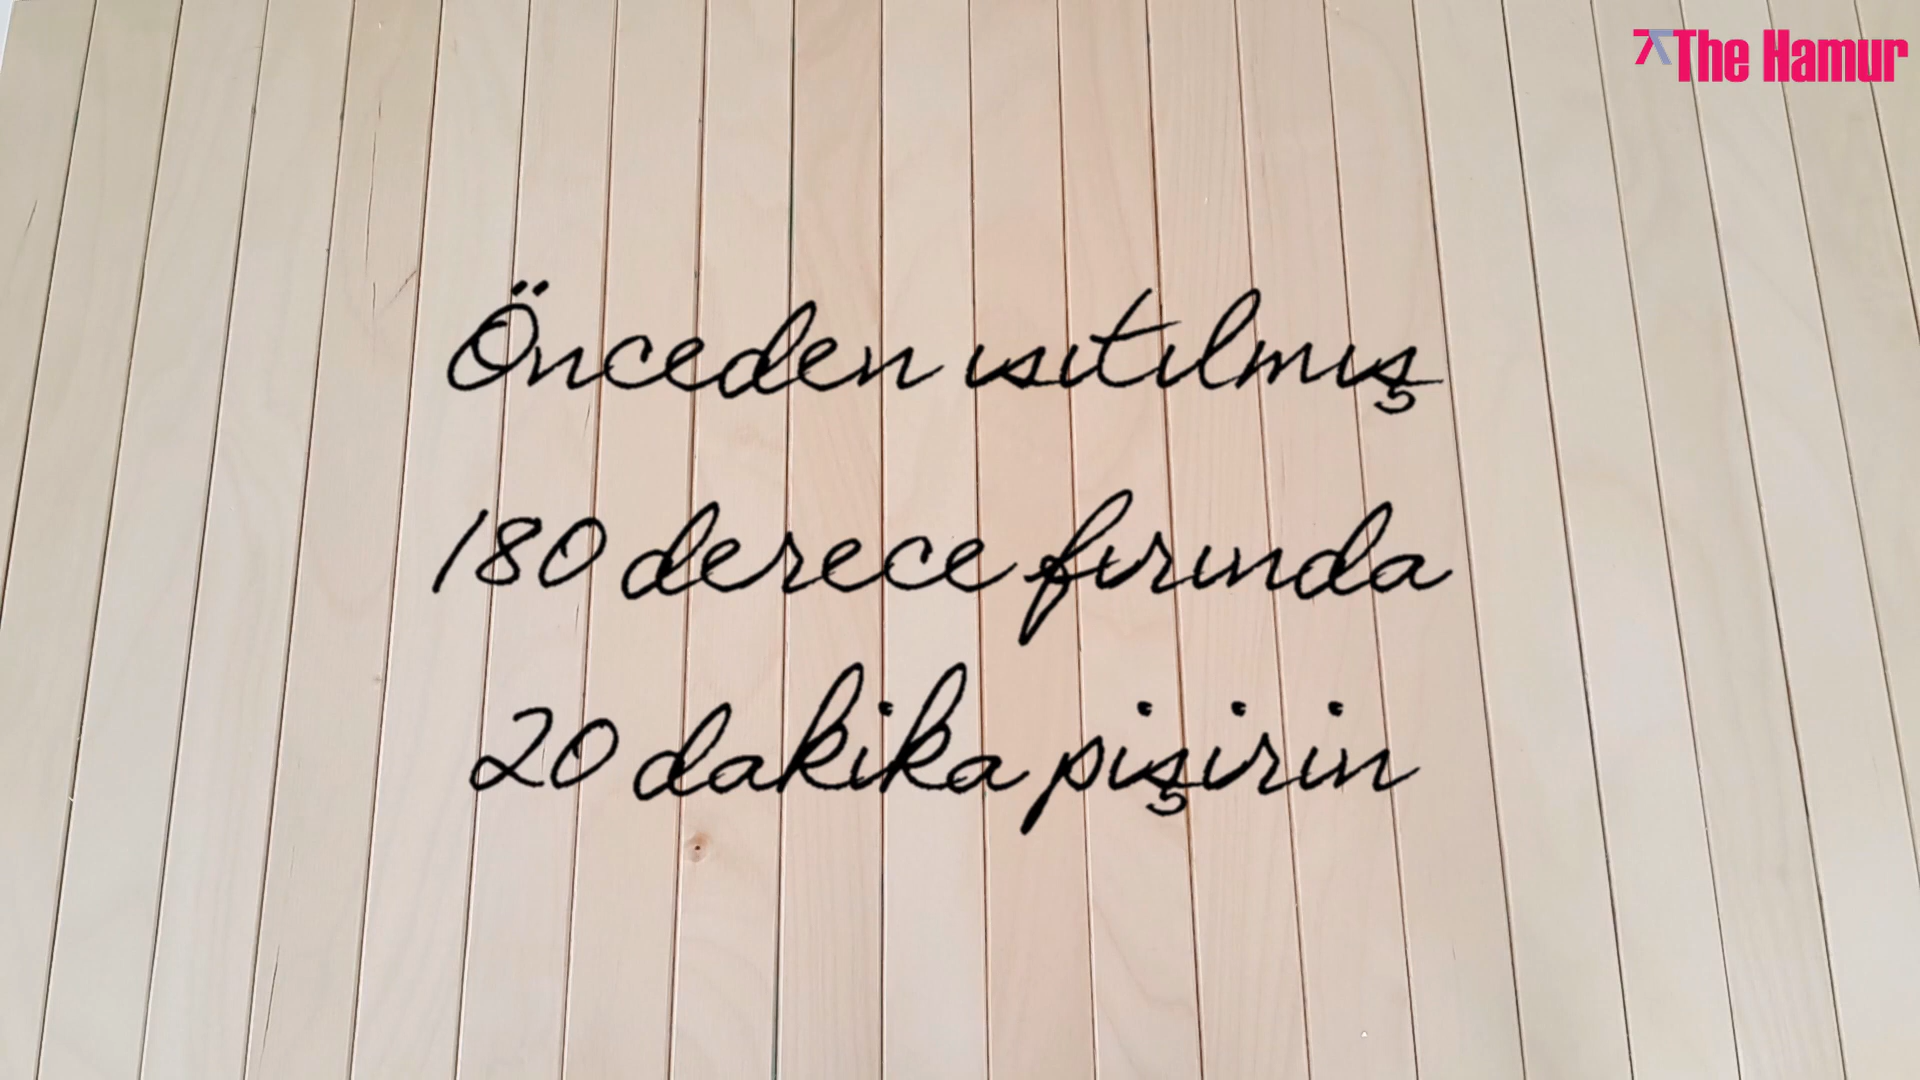 The Hamur
Önceden ısıtılmış
180 derece fırında
20 dakika pişirin